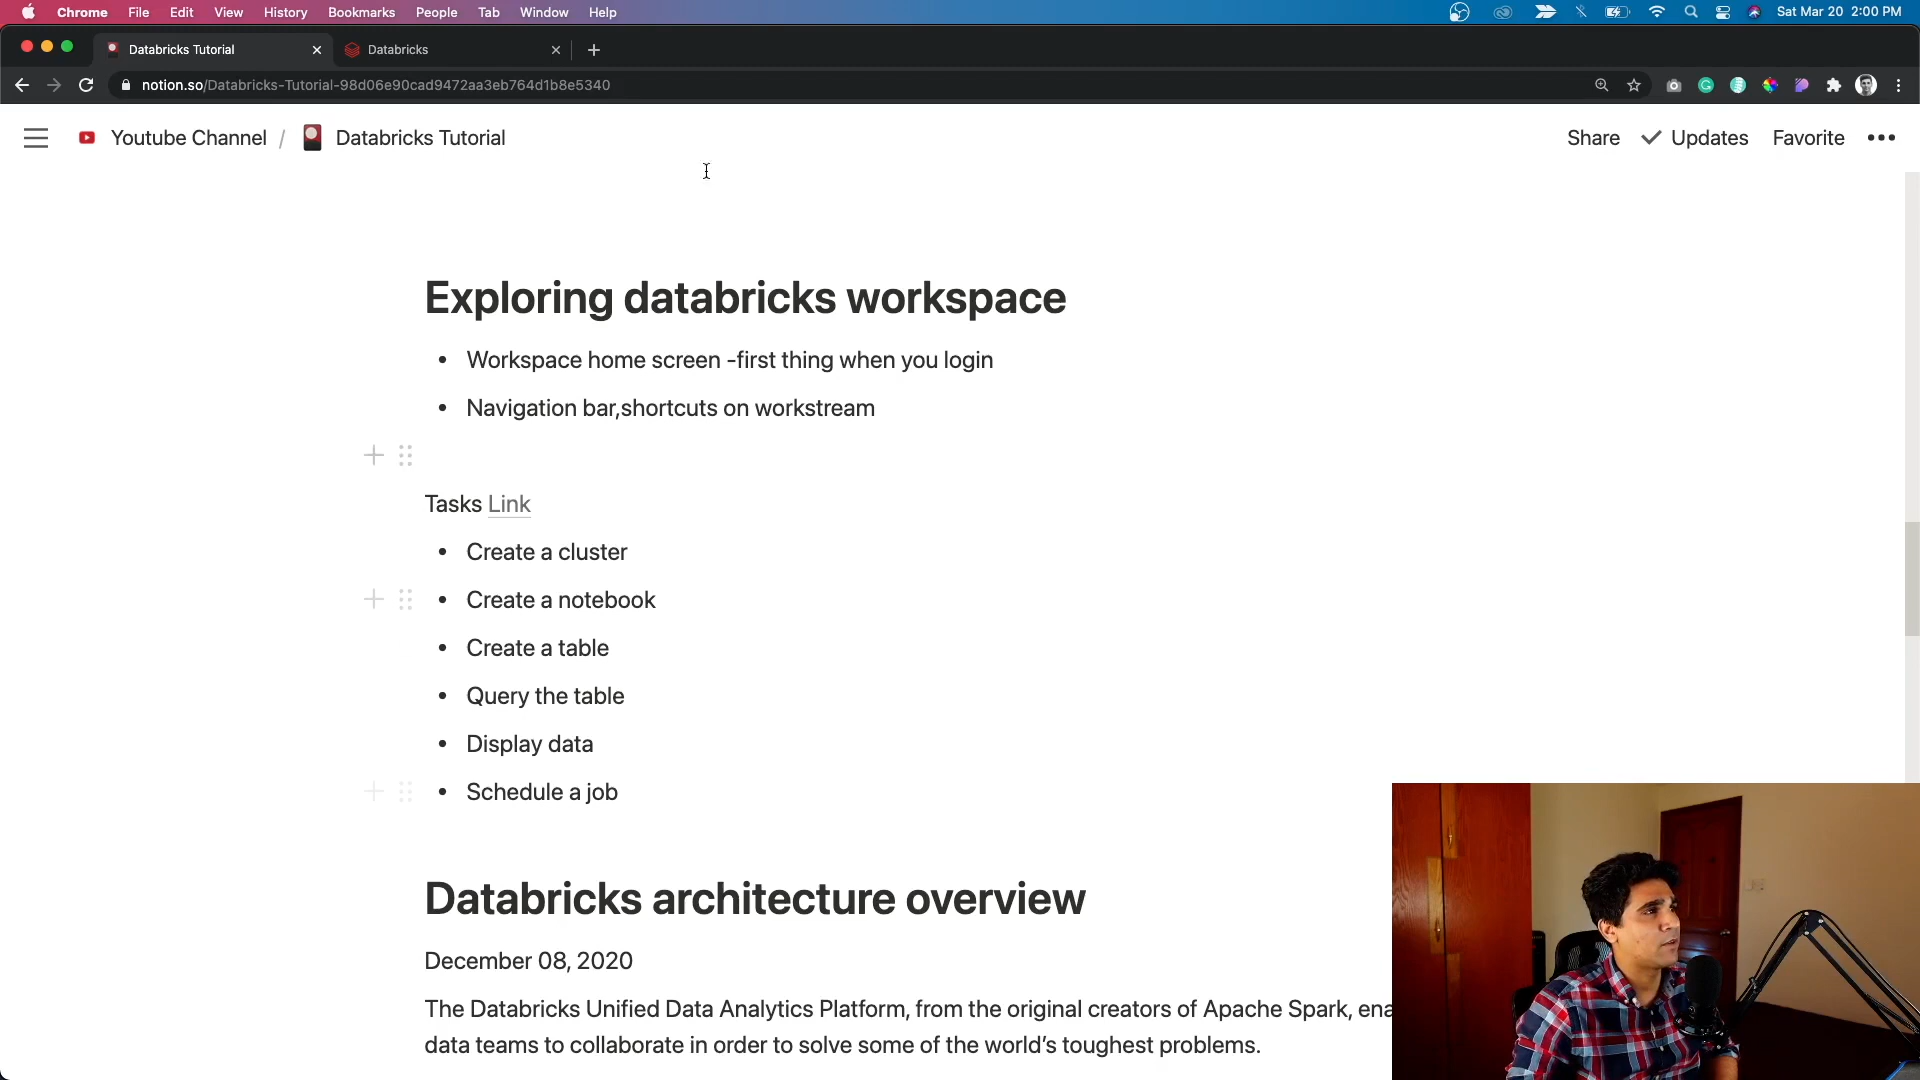 Chrome File Edit View History Bookmarks People Tab Window Help Sat Mar 20 2:00 PM
Databricks Tutorial Databricks
notion.so/Databricks-Tutorial-98d06e90cad9472aa3eb764d1b8e5340
Youtube Channel / Databricks Tutorial Share Updates Favorite
Exploring databricks workspace
• Workspace home screen -first thing when you login
• Navigation bar,shortcuts on workstream
Tasks Link
• Create a cluster
• Create a notebook
• Create a table
• Query the table
• Display data
• Schedule a job
Databricks architecture overview
December 08, 2020
The Databricks Unified Data Analytics Platform, from the original creators of Apache Spark, ena
data teams to collaborate in order to solve some of the world's toughest problems.